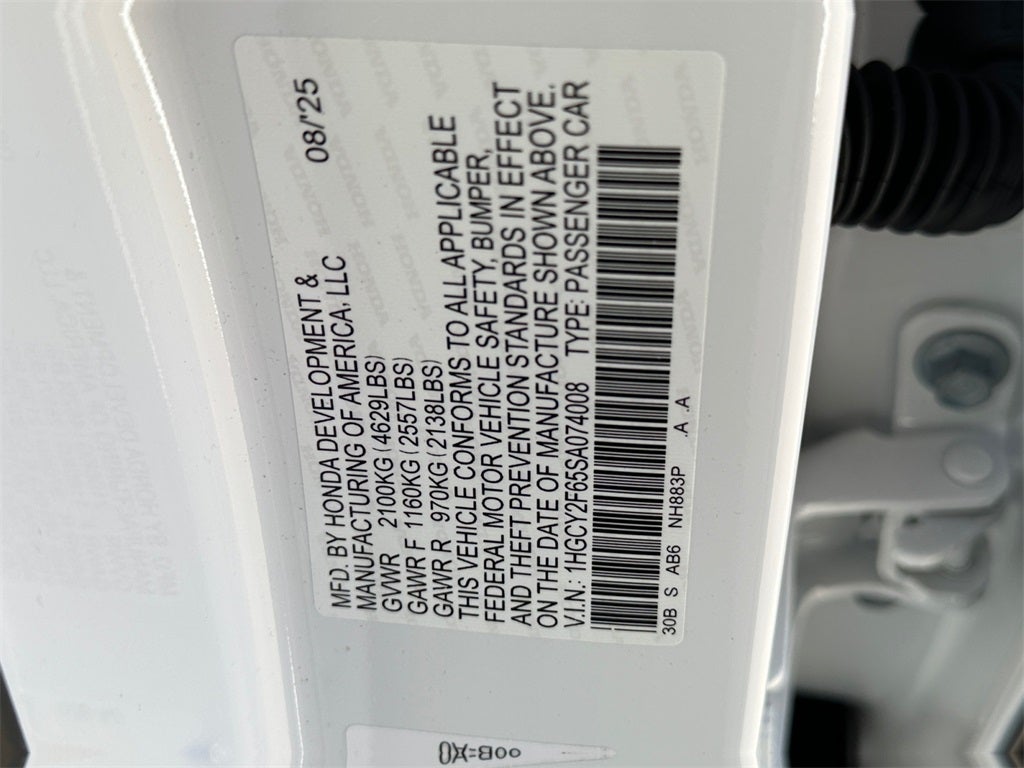 MFD. BY HONDA DEVELOPMENT & 08/'25
MANUFACTURING OF AMERICA, LLC
GVWR 2100KG (4629LBS)
GAWR F 1160KG (2557LBS)
GAWR R 970KG (2138LBS)
THIS VEHICLE CONFORMS TO ALL APPLICABLE
FEDERAL MOTOR VEHICLE SAFETY, BUMPER,
AND THEFT PREVENTION STANDARDS IN EFFECT
ON THE DATE OF MANUFACTURE SHOWN ABOVE.
V.I.N.: 1HGCY2F65SA074008 TYPE: PASSENGER CAR
30B S AB6 NH883P .A .A